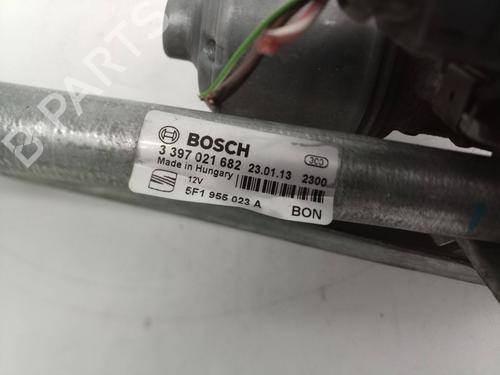 B-PARTS
BOSCH
3 397 021 682 23.01.13 2300
Made in Hungary
12V
5F1 955 023 A BON